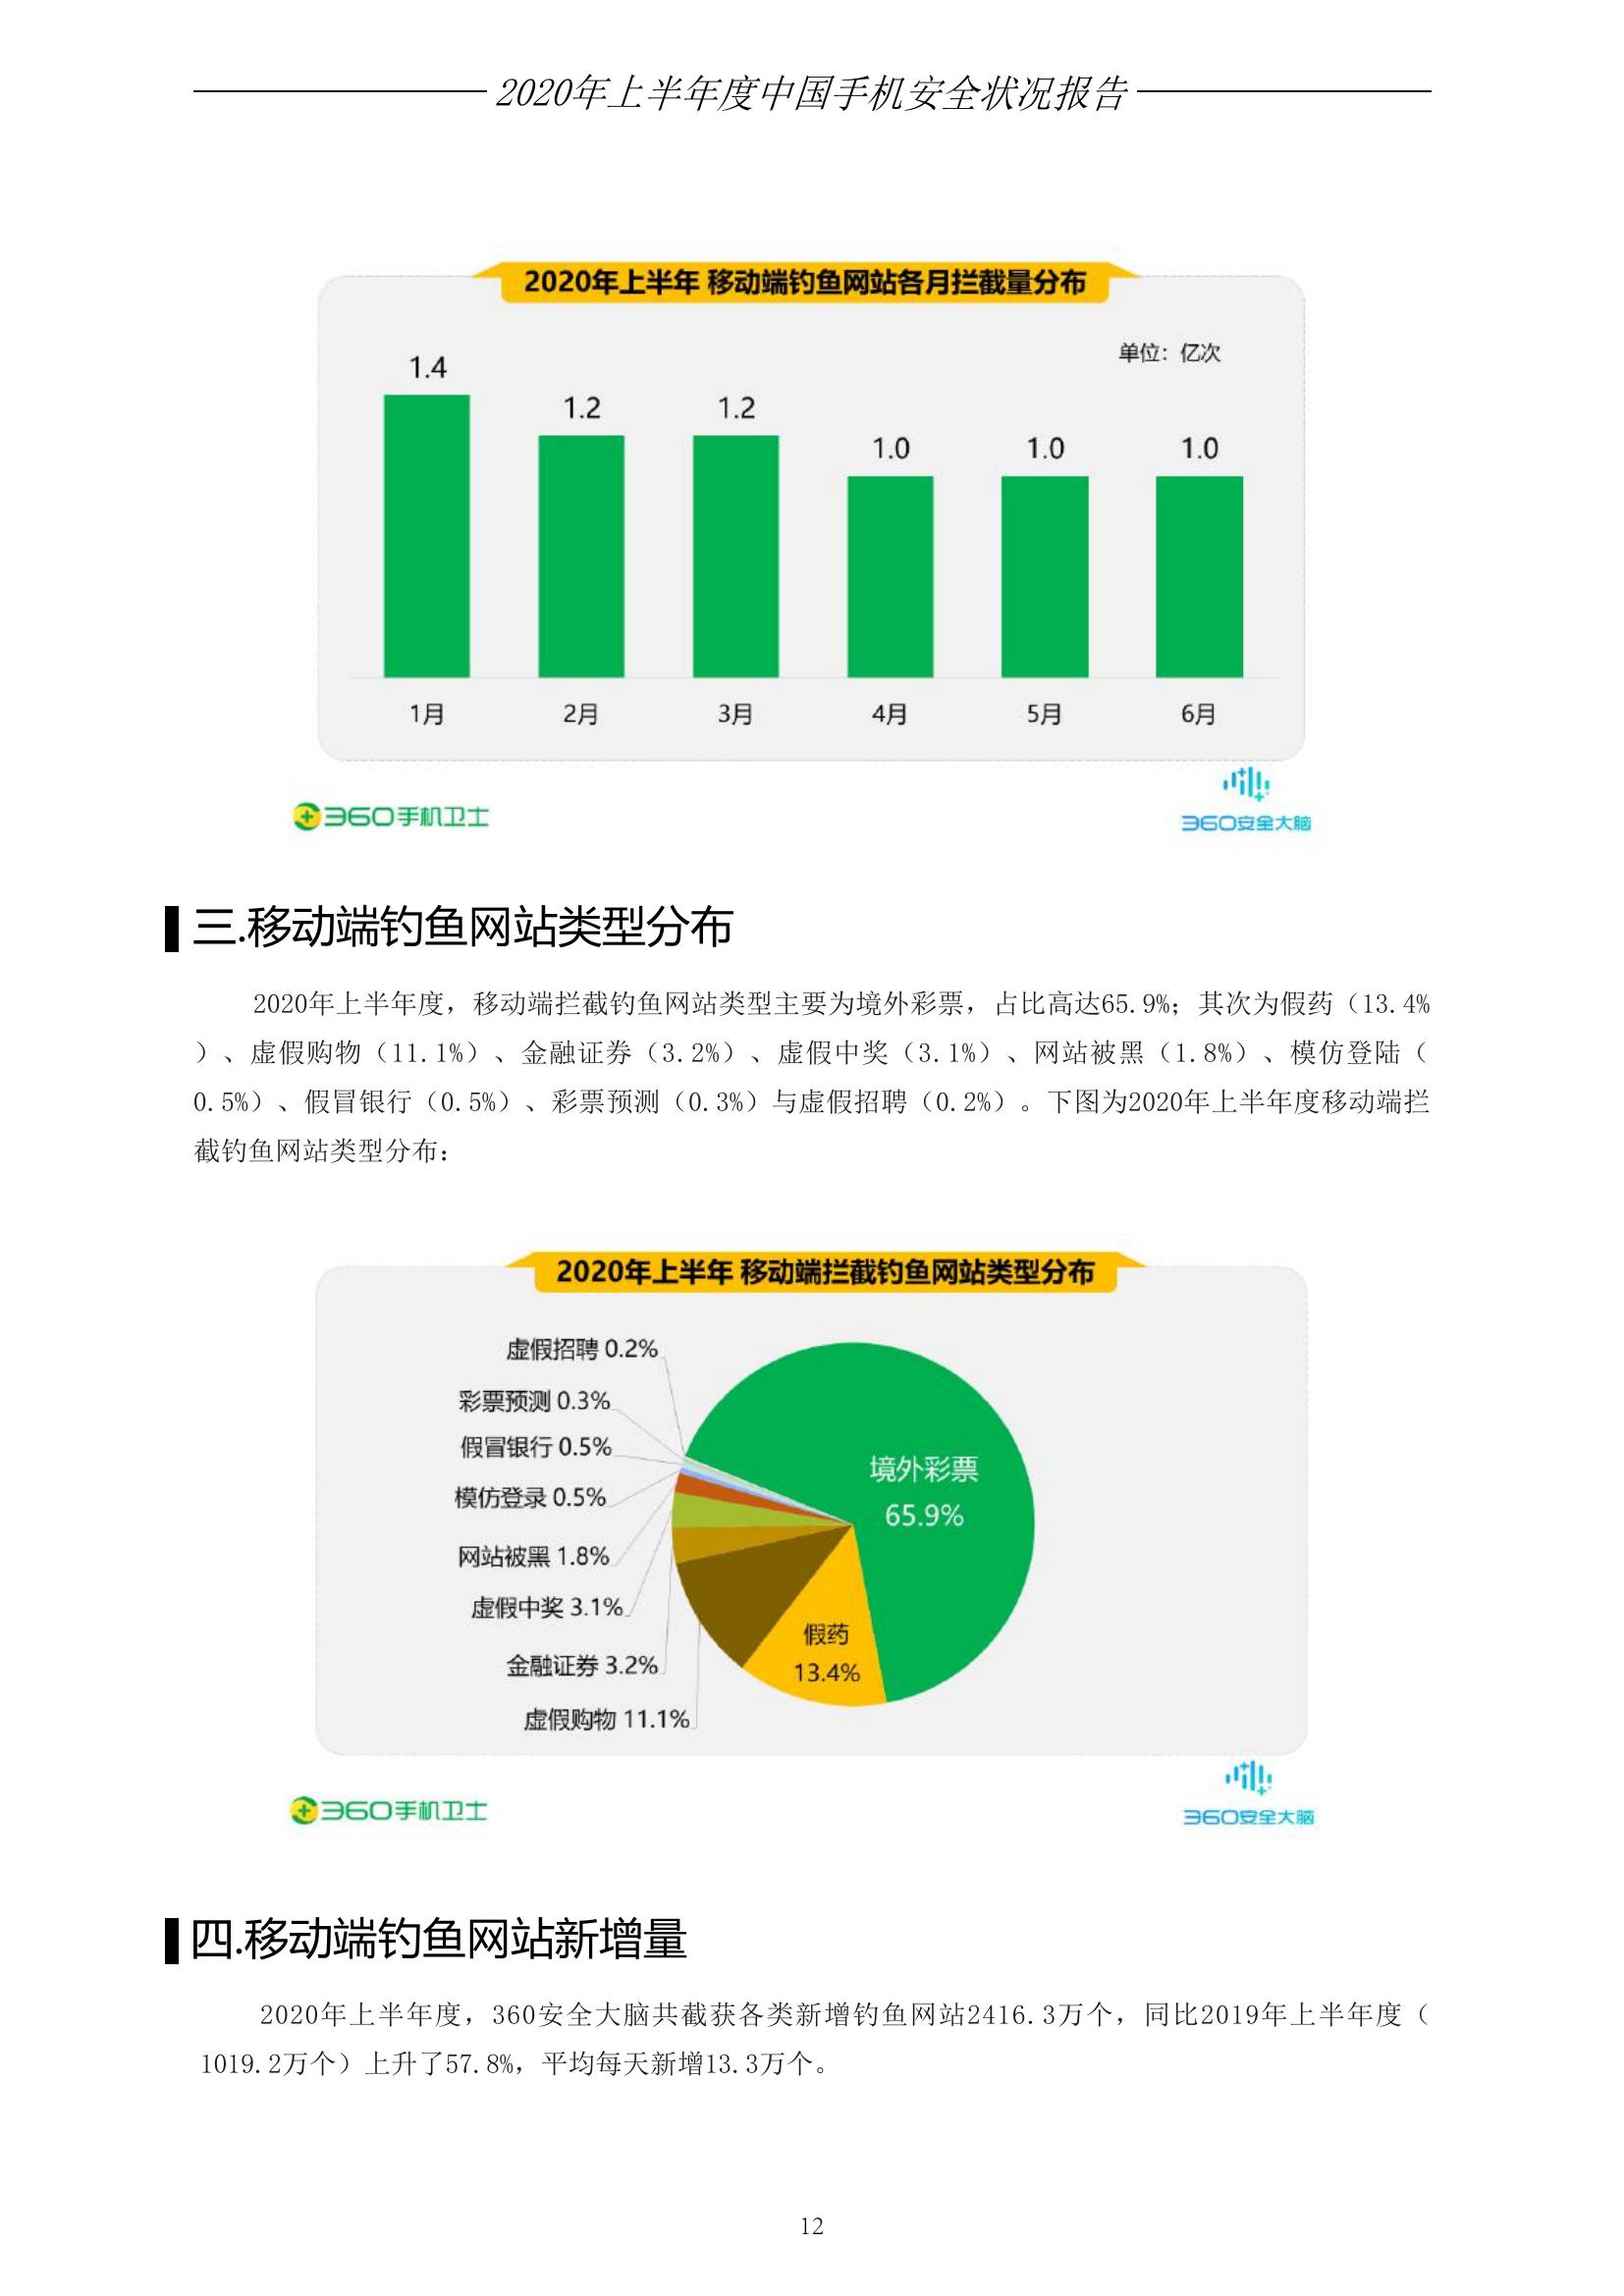 2020年上半年度中国手机安全状况报告
2020年上半年 移动端钓鱼网站各月拦截量分布
单位：亿次
1.4
1.2
1.2
1.0
1.0
1.0
1月
2月
3月
4月
5月
6月
360手机卫士
360安全大脑
三.移动端钓鱼网站类型分布
2020年上半年度，移动端拦截钓鱼网站类型主要为境外彩票，占比高达65.9%；其次为假药（13.4%
）、虚假购物（11.1%）、金融证券（3.2%）、虚假中奖（3.1%）、网站被黑（1.8%）、模仿登陆（
0.5%）、假冒银行（0.5%）、彩票预测（0.3%）与虚假招聘（0.2%）。下图为2020年上半年度移动端拦
截钓鱼网站类型分布：
2020年上半年 移动端拦截钓鱼网站类型分布
虚假招聘 0.2%
彩票预测 0.3%
假冒银行 0.5%
模仿登录 0.5%
网站被黑 1.8%
虚假中奖 3.1%
金融证券 3.2%
虚假购物 11.1%
境外彩票
65.9%
假药
13.4%
360手机卫士
360安全大脑
四.移动端钓鱼网站新增量
2020年上半年度，360安全大脑共截获各类新增钓鱼网站2416.3万个，同比2019年上半年度（
1019.2万个）上升了57.8%，平均每天新增13.3万个。
12